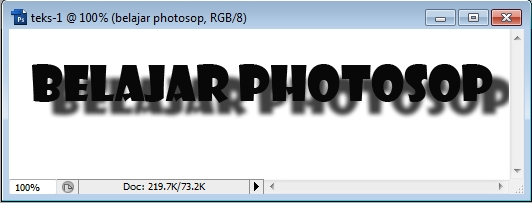 teks-1 @ 100% (belajar photosop, RGB/8)
BELAJAR PHOTOSOP
100%
Doc: 219.7K/73.2K